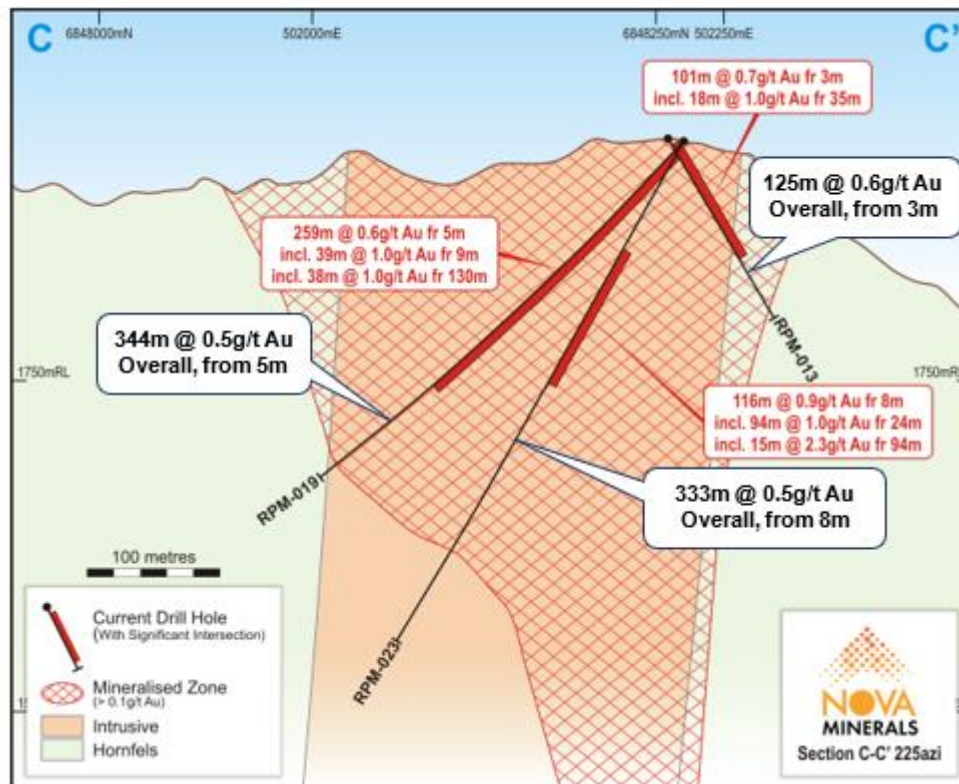 C
6848000mN
502000mE
6848250mN
502250mE
C'
101m @ 0.7g/t Au fr 3m
incl. 18m @ 1.0g/t Au fr 35m
125m @ 0.6g/t Au
Overall, from 3m
259m @ 0.6g/t Au fr 5m
incl. 39m @ 1.0g/t Au fr 9m
incl. 38m @ 1.0g/t Au fr 130m
344m @ 0.5g/t Au
Overall, from 5m
1750mRL
RPM-013
1750mR
116m @ 0.9g/t Au fr 8m
incl. 94m @ 1.0g/t Au fr 24m
incl. 15m @ 2.3g/t Au fr 94m
RPM-019
333m @ 0.5g/t Au
Overall, from 8m
100 metres
RPM-023
Current Drill Hole
(With Significant Intersection)
Mineralised Zone
(> 0.1g/t Au)
Intrusive
Hornfels
NOVA
MINERALS
Section C-C' 225azi